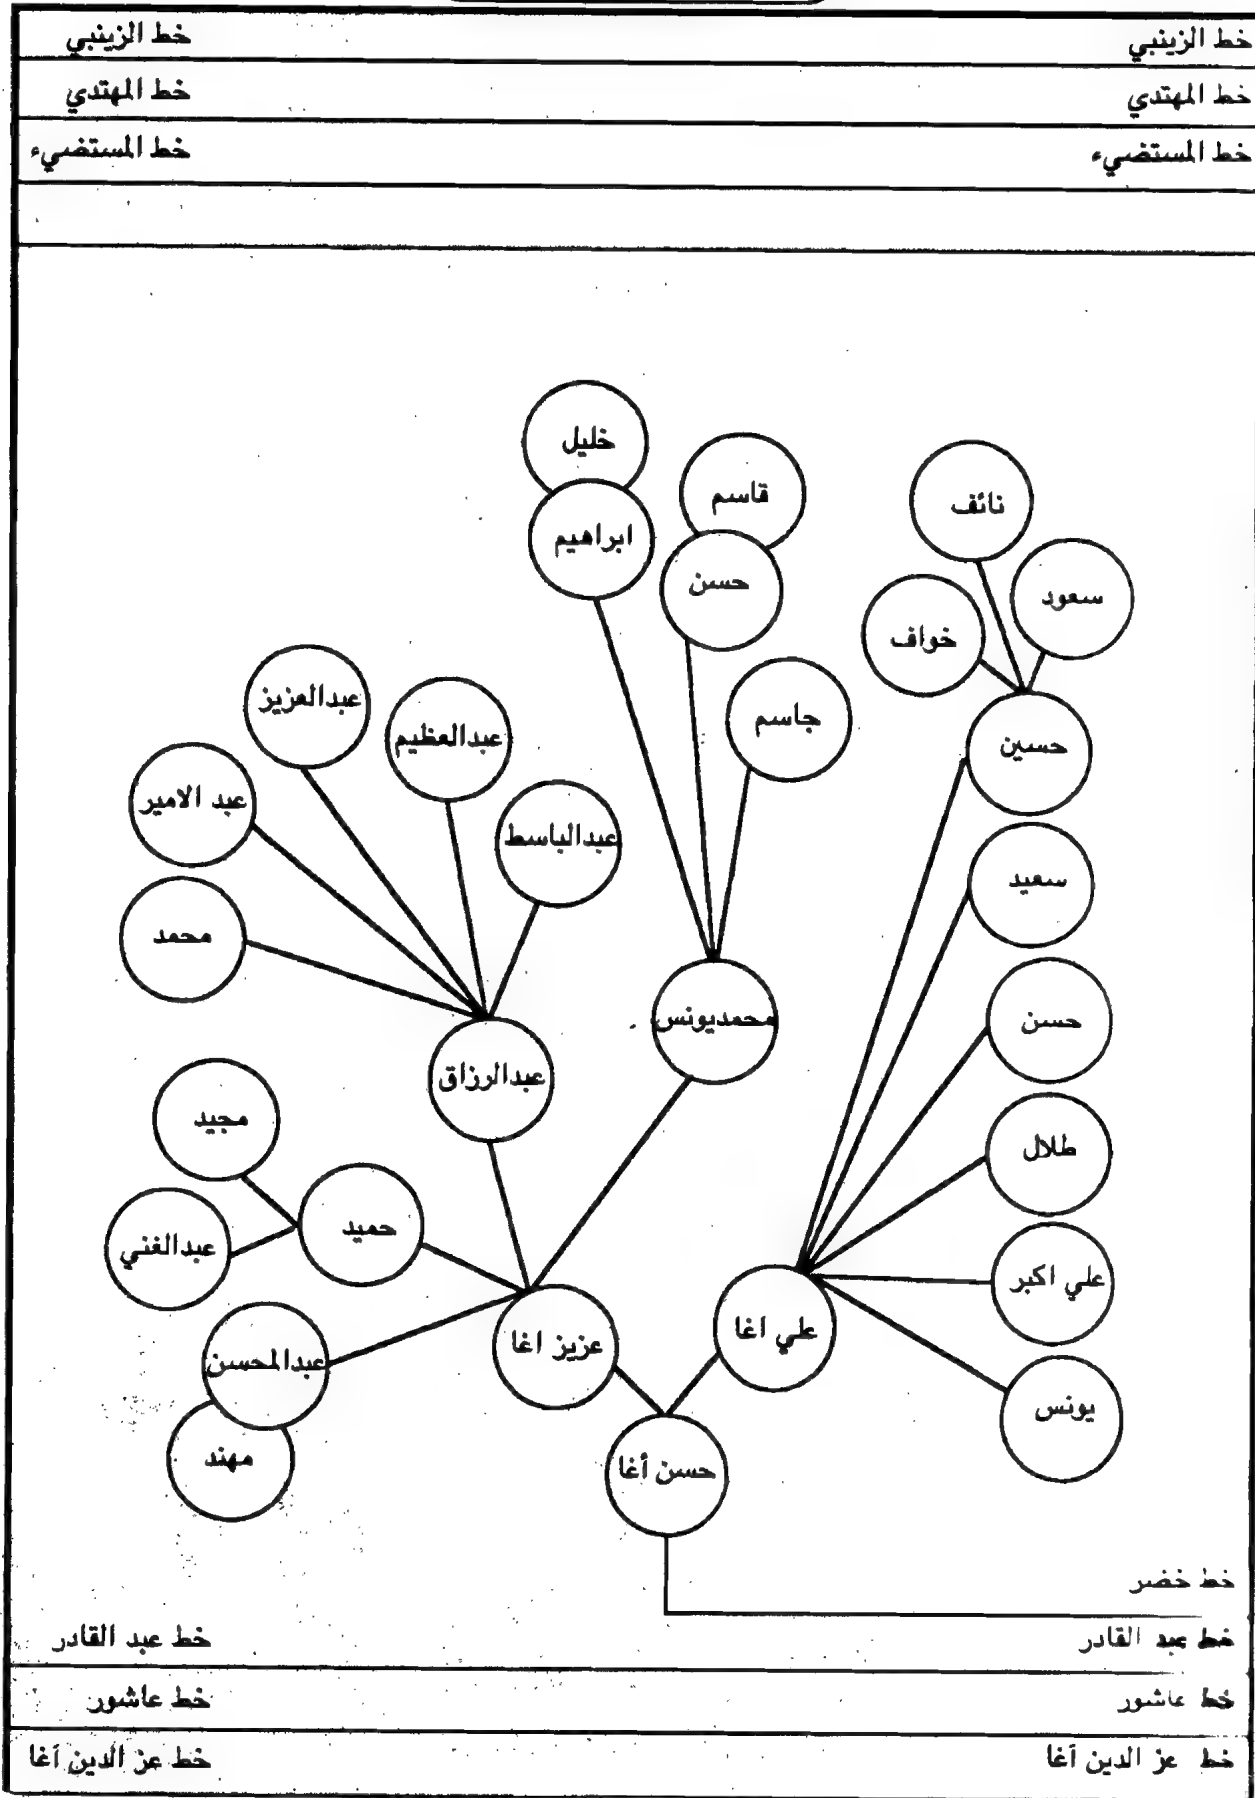 خط الزينبي
خط الزينبي
خط المهتدي
خط المهتدي
خط المستضيء
خط المستضيء
خليل
قاسم
نائف
ابراهيم
حسن
سعود
خواف
عبدالعزيز
عبدالعظيم
جاسم
حسين
عبد الامير
عبدالباسط
سعيد
محمد
محمديونس
حسن
عبدالرزاق
مجيد
طلال
حميد
عبدالغني
علي اكبر
علي اغا
عزيز اغا
عبدالمحسن
يونس
مهند
حسن أغا
خط خضر
خط عبد القادر
خط عبد القادر
خط عاشور
خط عاشور
خط عز الدين آغا
خط عز الدين آغا